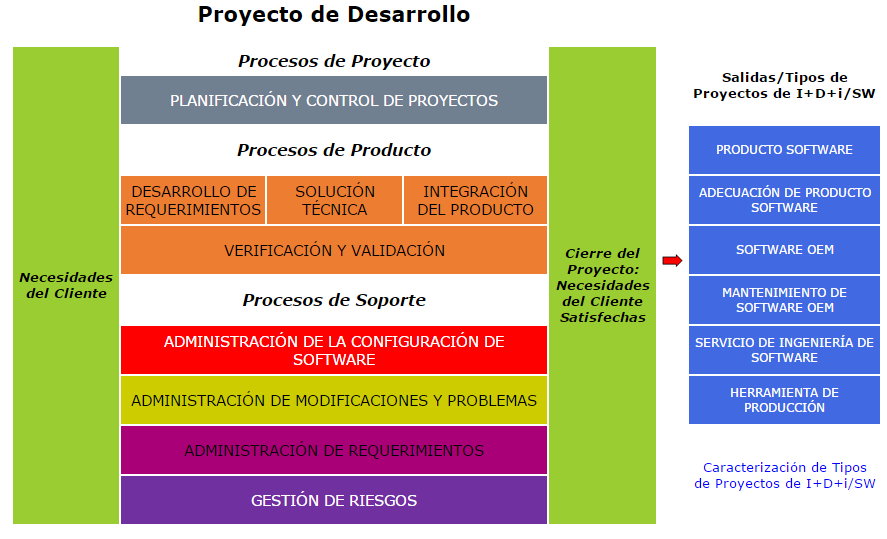 Proyecto de Desarrollo
Necesidades
del Cliente
Procesos de Proyecto
PLANIFICACIÓN Y CONTROL DE PROYECTOS
Procesos de Producto
DESARROLLO DE
REQUERIMIENTOS
SOLUCIÓN
TÉCNICA
INTEGRACIÓN
DEL PRODUCTO
VERIFICACIÓN Y VALIDACIÓN
Procesos de Soporte
ADMINISTRACIÓN DE LA CONFIGURACIÓN DE
SOFTWARE
ADMINISTRACIÓN DE MODIFICACIONES Y PROBLEMAS
ADMINISTRACIÓN DE REQUERIMIENTOS
GESTIÓN DE RIESGOS
Cierre del
Proyecto:
Necesidades
del Cliente
Satisfechas
Salidas/Tipos de
Proyectos de I+D+i/SW
PRODUCTO SOFTWARE
ADECUACIÓN DE PRODUCTO
SOFTWARE
SOFTWARE OEM
MANTENIMIENTO DE
SOFTWARE OEM
SERVICIO DE INGENIERÍA DE
SOFTWARE
HERRAMIENTA DE
PRODUCCIÓN
Caracterización de Tipos
de Proyectos de I+D+i/SW